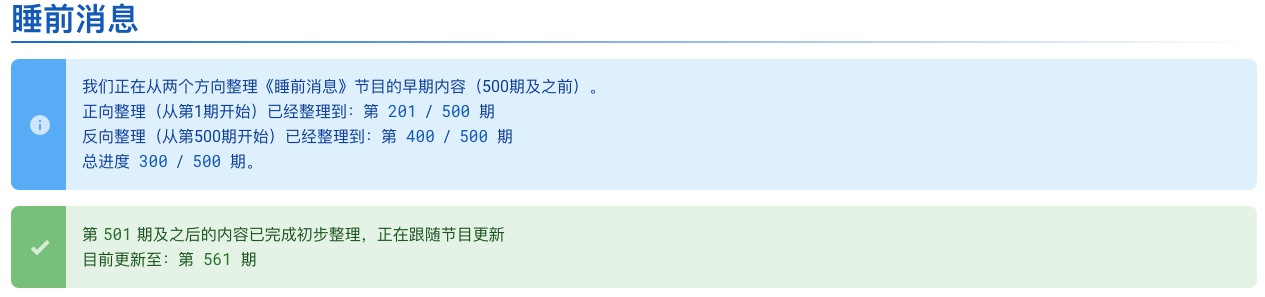 睡前消息
我们正在从两个方向整理《睡前消息》节目的早期内容（500期及之前）。
正向整理（从第1期开始）已经整理到：第 201 / 500 期
反向整理（从第500期开始）已经整理到：第 400 / 500 期
总进度 300 / 500 期。
第 501 期及之后的内容已完成初步整理，正在跟随节目更新
目前更新至：第 561 期